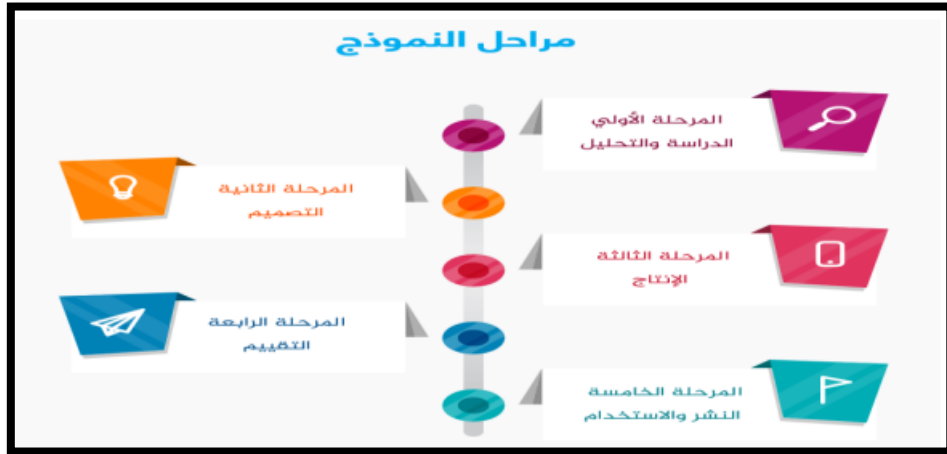 مراحل النموذج
المرحلة الأولي
الدراسة والتحليل
المرحلة الثانية
التصميم
المرحلة الثالثة
الإنتاج
المرحلة الرابعة
التقييم
المرحلة الخامسة
النشر والاستخدام